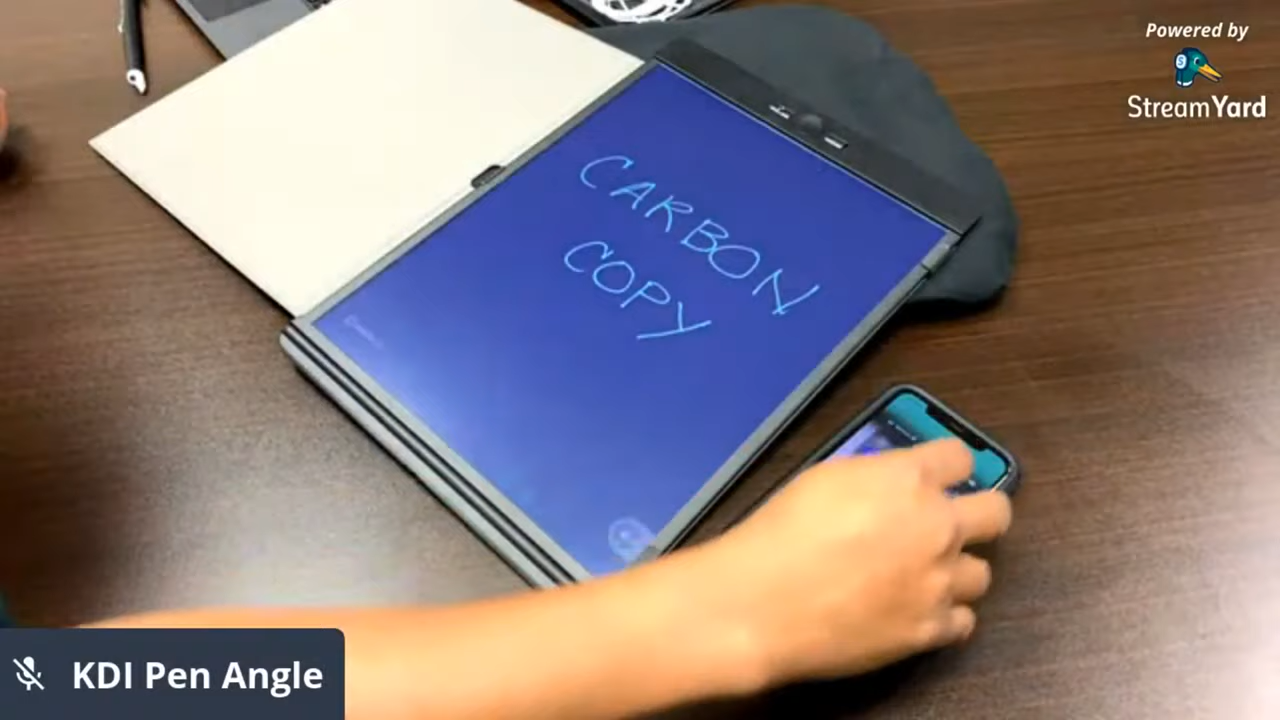 Powered by
StreamYard
CARBON
COPY
KDI Pen Angle